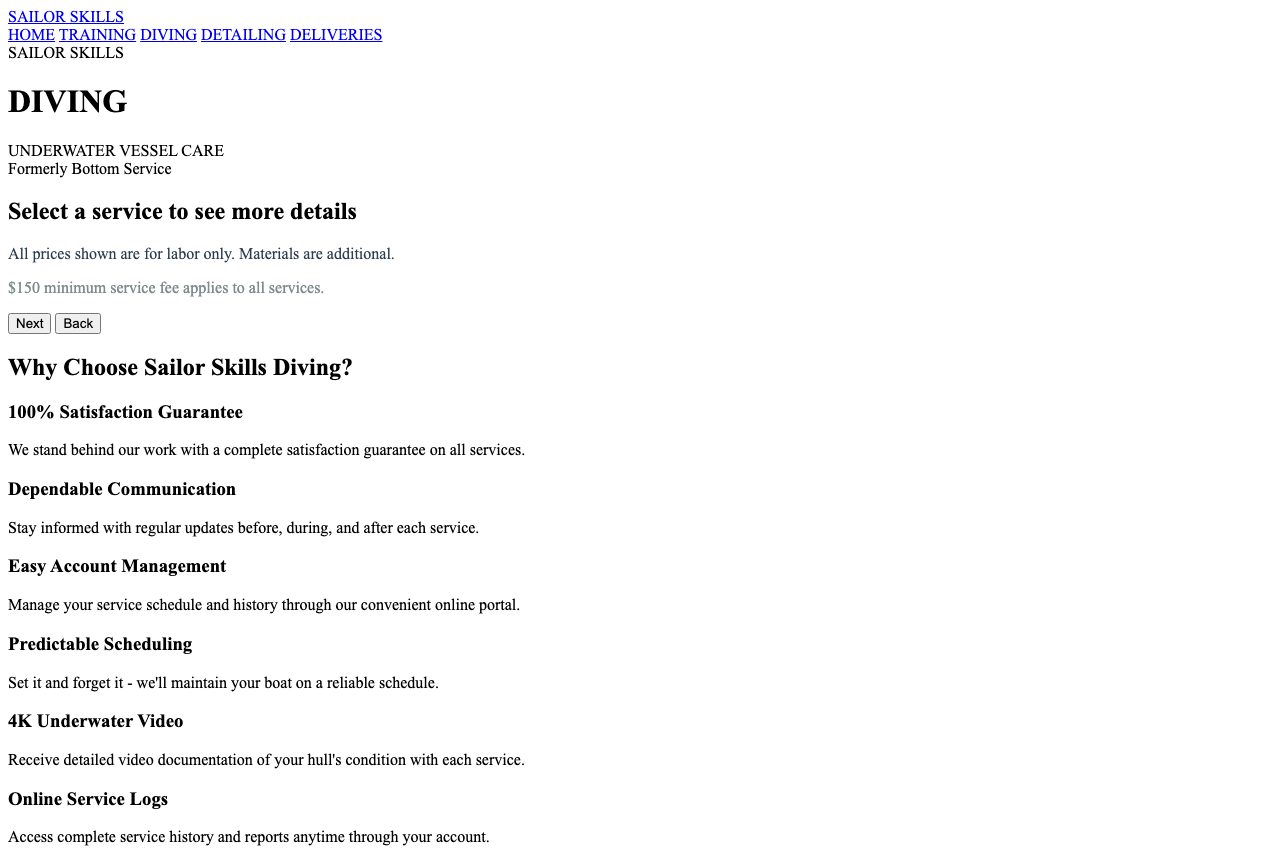 SAILOR SKILLS
HOME TRAINING DIVING DETAILING DELIVERIES
SAILOR SKILLS
DIVING
UNDERWATER VESSEL CARE
Formerly Bottom Service
Select a service to see more details
All prices shown are for labor only. Materials are additional.
$150 minimum service fee applies to all services.
Next Back
Why Choose Sailor Skills Diving?
100% Satisfaction Guarantee
We stand behind our work with a complete satisfaction guarantee on all services.
Dependable Communication
Stay informed with regular updates before, during, and after each service.
Easy Account Management
Manage your service schedule and history through our convenient online portal.
Predictable Scheduling
Set it and forget it - we'll maintain your boat on a reliable schedule.
4K Underwater Video
Receive detailed video documentation of your hull's condition with each service.
Online Service Logs
Access complete service history and reports anytime through your account.